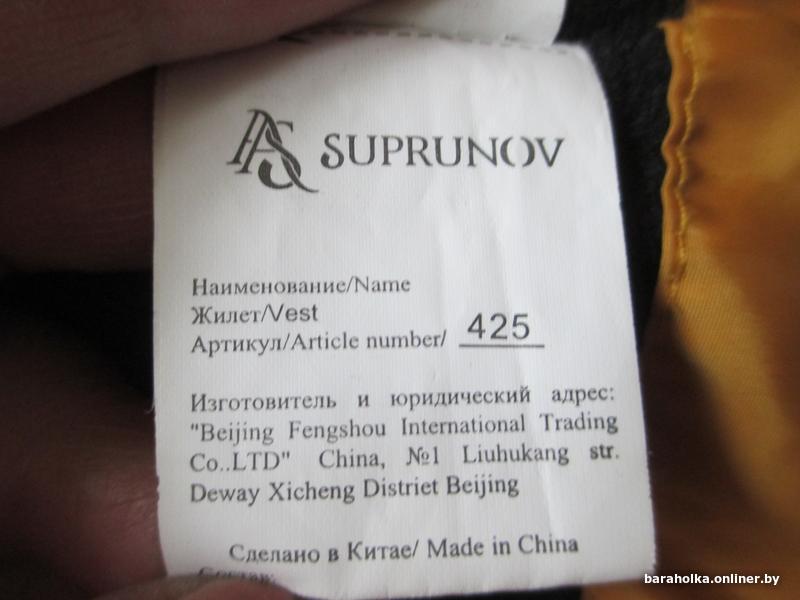 AS SUPRUNOV
Наименование/Name
Жилет/Vest
Артикул/Article number/ 425
Изготовитель и юридический адрес:
"Beijing Fengshou International Trading
Co..LTD" China, №1 Liuhukang str.
Deway Xicheng Distriet Beijing
Сделано в Китае/ Made in China
Состав:
baraholka.onliner.by